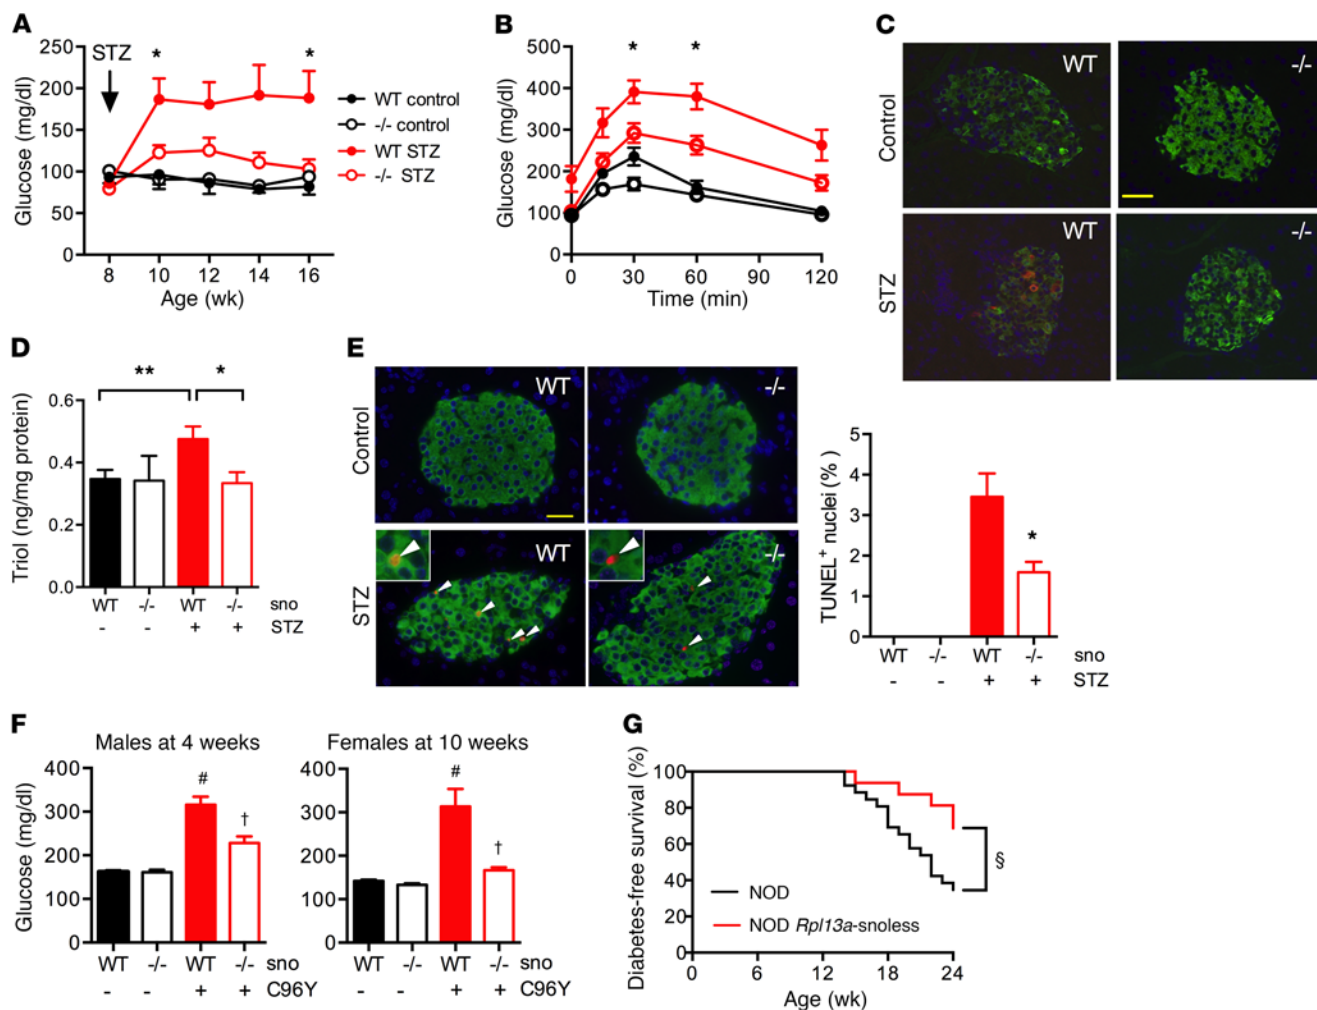 A
STZ
*
*
Glucose (mg/dl)
250
200
150
100
50
0
8
10
12
14
16
Age (wk)
WT control
-/- control
WT STZ
-/- STZ
B
*
*
Glucose (mg/dl)
500
400
300
200
100
0
0
30
60
90
120
Time (min)
C
Control
WT
-/-
STZ
WT
-/-
D
**
*
Triol (ng/mg protein)
0.6
0.4
0.2
0.0
WT -/- WT -/- sno
- - + + STZ
E
Control
WT
-/-
STZ
WT
-/-
TUNEL+ nuclei (%)
5
4
3
2
1
0
*
WT -/- WT -/- sno
- - + + STZ
F
Males at 4 weeks
Glucose (mg/dl)
400
300
200
100
0
#
†
WT -/- WT -/- sno
- - + + C96Y
Females at 10 weeks
400
300
200
100
0
#
†
WT -/- WT -/- sno
- - + + C96Y
G
Diabetes-free survival (%)
100
80
60
40
20
0
0
6
12
18
24
Age (wk)
NOD
NOD Rpl13a-snoless
§